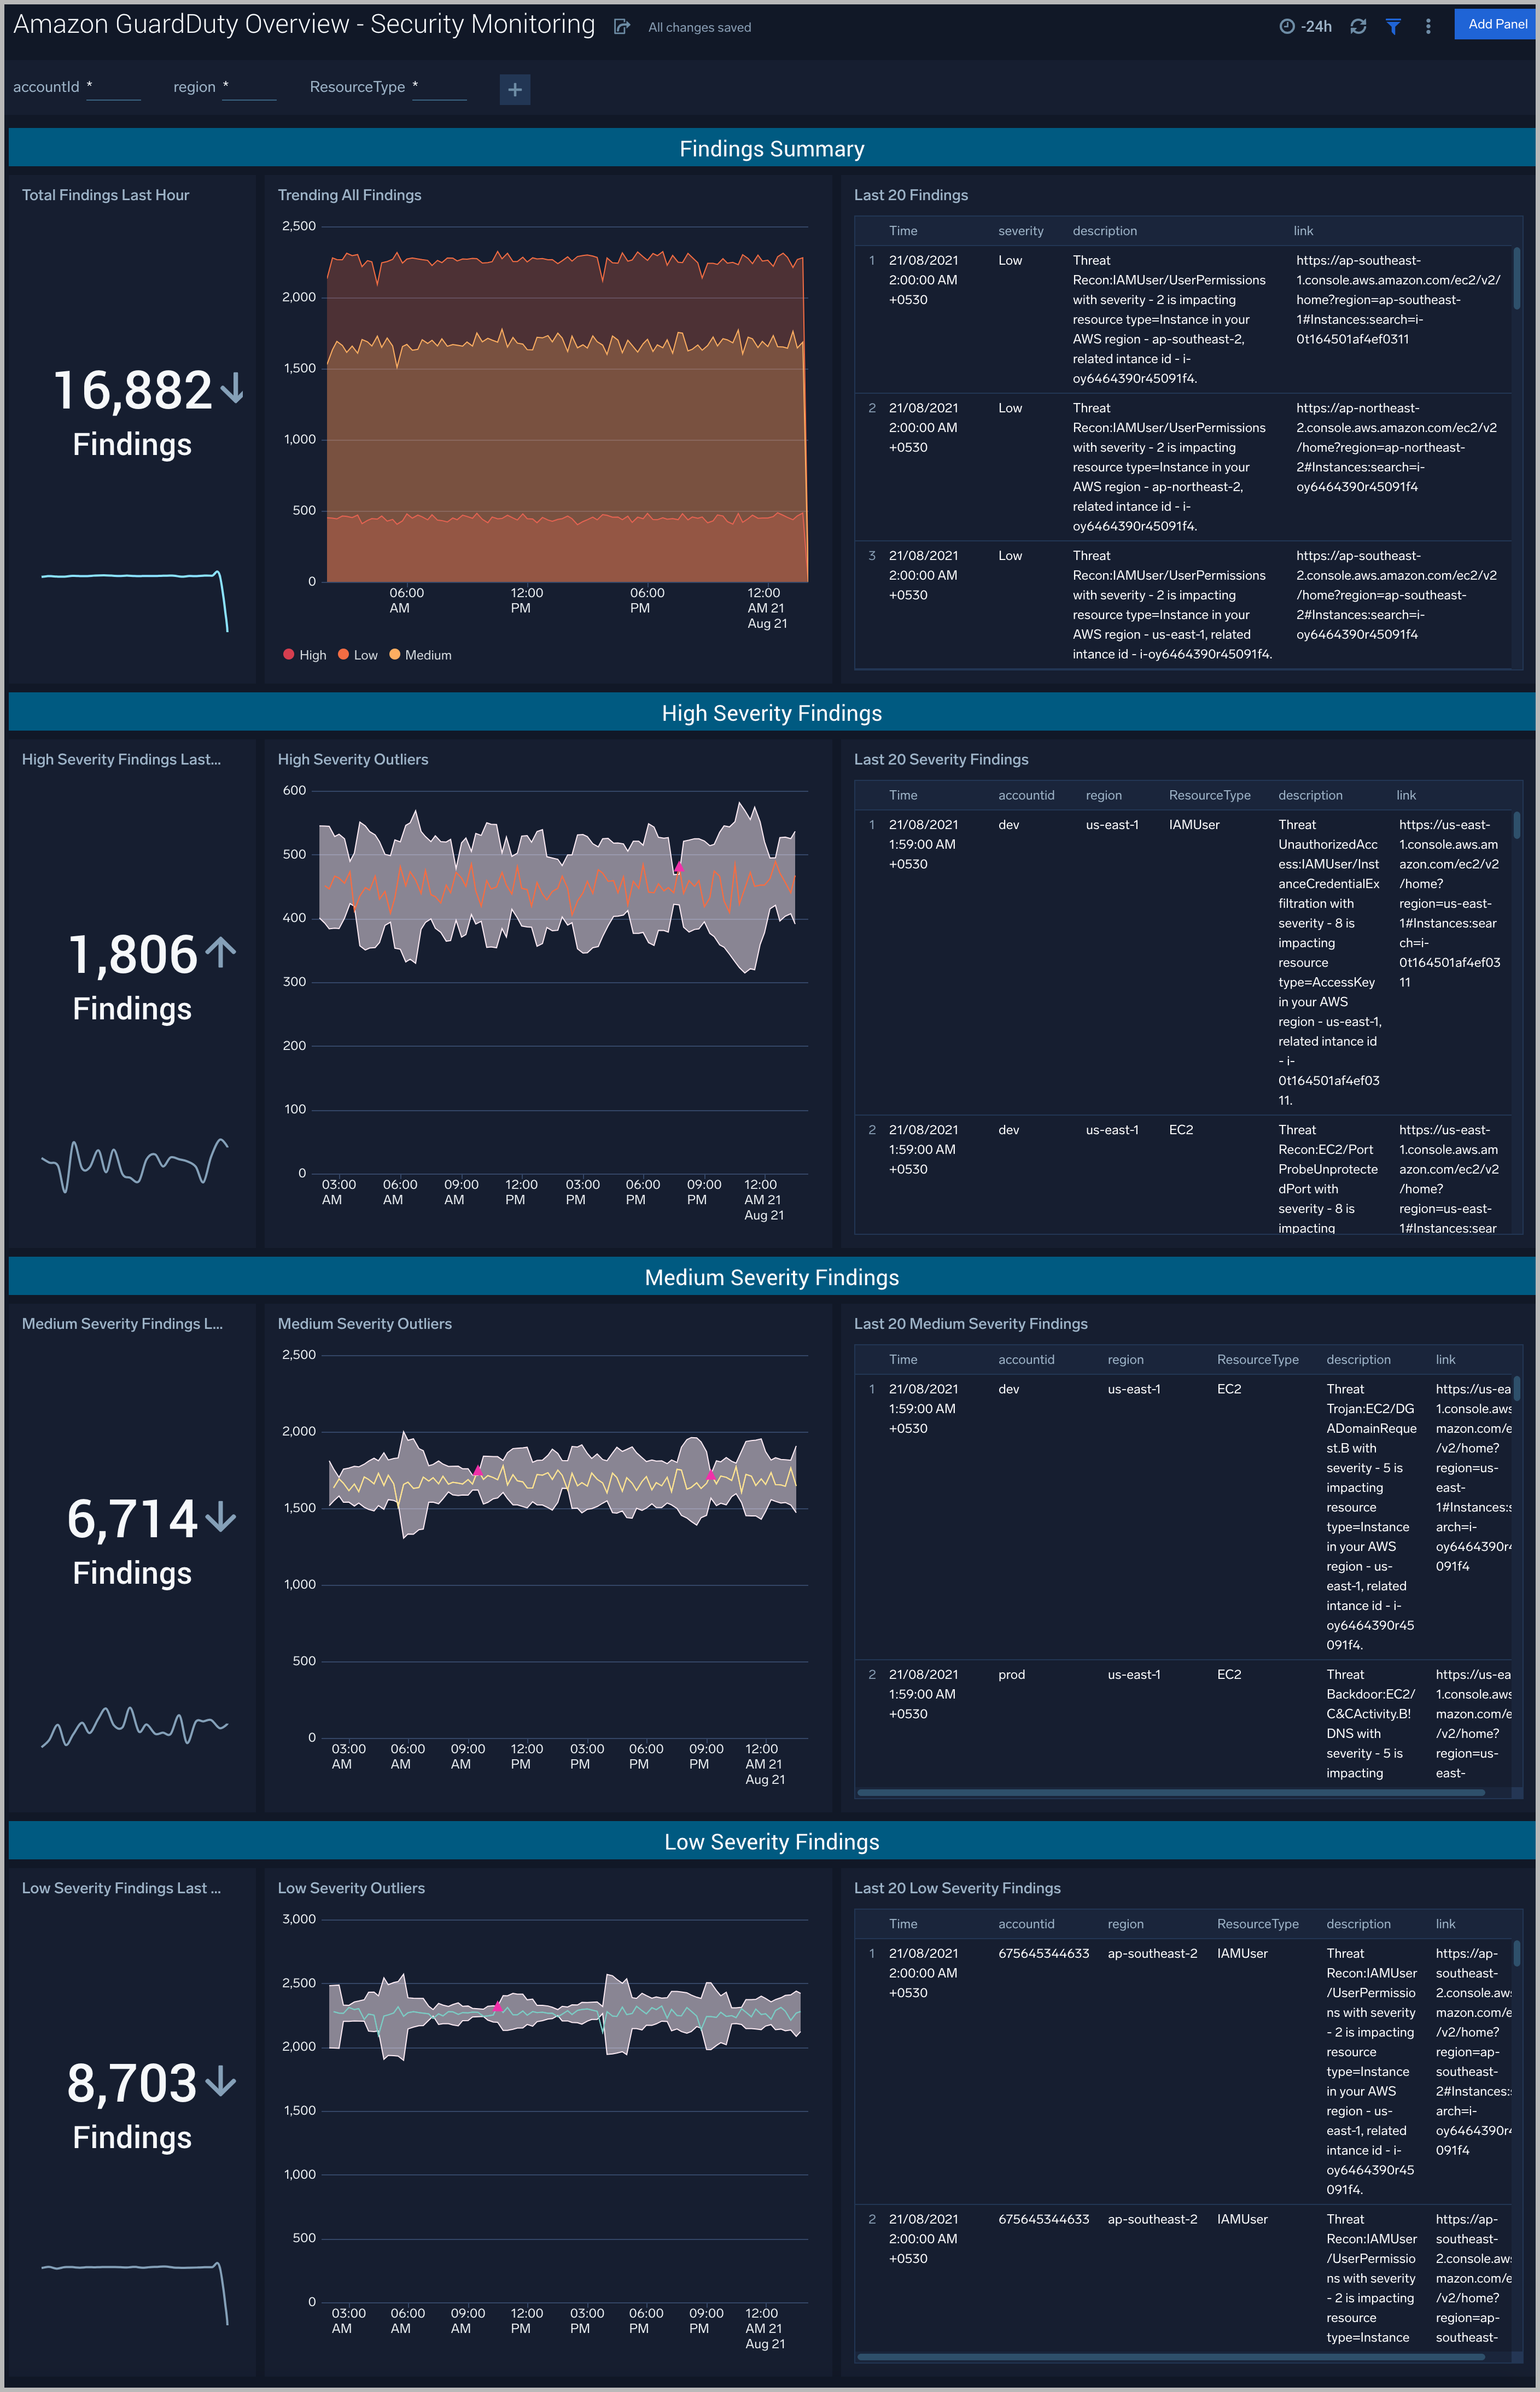 Amazon GuardDuty Overview - Security Monitoring
All changes saved
-24h
Add Panel
accountId *
region *
ResourceType *
+
Findings Summary
Total Findings Last Hour
16,882
Findings
Trending All Findings
2,500
2,000
1,500
1,000
500
0
06:00
AM
12:00
PM
06:00
PM
12:00
AM 21
Aug 21
High
Low
Medium
Last 20 Findings
Time severity description link
1
21/08/2021
2:00:00 AM
+0530
Low
Threat
Recon:IAMUser/UserPermissions
with severity - 2 is impacting
resource type=Instance in your
AWS region - ap-southeast-2,
related intance id - i-
oy6464390r45091f4.
https://ap-southeast-
1.console.aws.amazon.com/ec2/v2/
home?region=ap-southeast-
1#Instances:search=i-
0t164501af4ef0311
2
21/08/2021
2:00:00 AM
+0530
Low
Threat
Recon:IAMUser/UserPermissions
with severity - 2 is impacting
resource type=Instance in your
AWS region - ap-northeast-2,
related intance id - i-
oy6464390r45091f4.
https://ap-northeast-
2.console.aws.amazon.com/ec2/v2
/home?region=ap-northeast-
2#Instances:search=i-
oy6464390r45091f4
3
21/08/2021
2:00:00 AM
+0530
Low
Threat
Recon:IAMUser/UserPermissions
with severity - 2 is impacting
resource type=Instance in your
AWS region - us-east-1, related
intance id - i-oy6464390r45091f4.
https://ap-southeast-
2.console.aws.amazon.com/ec2/v2
/home?region=ap-southeast-
2#Instances:search=i-
oy6464390r45091f4
High Severity Findings
High Severity Findings Last...
1,806
Findings
High Severity Outliers
600
500
400
300
200
100
0
03:00
AM
06:00
AM
09:00
AM
12:00
PM
03:00
PM
06:00
PM
09:00
PM
12:00
AM 21
Aug 21
Last 20 Severity Findings
Time accountid region ResourceType description link
1
21/08/2021
1:59:00 AM
+0530
dev
us-east-1
IAMUser
Threat
UnauthorizedAcc
ess:IAMUser/Inst
anceCredentialEx
filtration with
severity - 8 is
impacting
resource
type=AccessKey
in your AWS
region - us-east-1,
related intance id
- i-
0t164501af4ef03
11.
https://us-east-
1.console.aws.am
azon.com/ec2/v2
/home?
region=us-east-
1#Instances:sear
ch=i-
0t164501af4ef03
11
2
21/08/2021
1:59:00 AM
+0530
dev
us-east-1
EC2
Threat
Recon:EC2/Port
ProbeUnprotecte
dPort with
severity - 8 is
impacting
https://us-east-
1.console.aws.am
azon.com/ec2/v2
/home?
region=us-east-
1#Instances:sear
Medium Severity Findings
Medium Severity Findings L...
6,714
Findings
Medium Severity Outliers
2,500
2,000
1,500
1,000
500
0
03:00
AM
06:00
AM
09:00
AM
12:00
PM
03:00
PM
06:00
PM
09:00
PM
12:00
AM 21
Aug 21
Last 20 Medium Severity Findings
Time accountid region ResourceType description link
1
21/08/2021
1:59:00 AM
+0530
dev
us-east-1
EC2
Threat
Trojan:EC2/DG
ADomainReque
st.B with
severity - 5 is
impacting
resource
type=Instance
in your AWS
region - us-
east-1, related
intance id - i-
oy6464390r45
091f4.
https://us-ea
1.console.aws
mazon.com/e
/v2/home?
region=us-
east-
1#Instances:s
arch=i-
oy6464390r4
091f4
2
21/08/2021
1:59:00 AM
+0530
prod
us-east-1
EC2
Threat
Backdoor:EC2/
C&CActivity.B!
DNS with
severity - 5 is
impacting
https://us-ea
1.console.aws
mazon.com/e
/v2/home?
region=us-
east-
Low Severity Findings
Low Severity Findings Last ...
8,703
Findings
Low Severity Outliers
3,000
2,500
2,000
1,500
1,000
500
0
03:00
AM
06:00
AM
09:00
AM
12:00
PM
03:00
PM
06:00
PM
09:00
PM
12:00
AM 21
Aug 21
Last 20 Low Severity Findings
Time accountid region ResourceType description link
1
21/08/2021
2:00:00 AM
+0530
675645344633
ap-southeast-2
IAMUser
Threat
Recon:IAMUser
/UserPermissio
ns with severity
- 2 is impacting
resource
type=Instance
in your AWS
region - us-
east-1, related
intance id - i-
oy6464390r45
091f4.
https://ap-
southeast-
2.console.aws
mazon.com/e
/v2/home?
region=ap-
southeast-
2#Instances:s
arch=i-
oy6464390r4
091f4
2
21/08/2021
2:00:00 AM
+0530
675645344633
ap-southeast-2
IAMUser
Threat
Recon:IAMUser
/UserPermissio
ns with severity
- 2 is impacting
resource
type=Instance
https://ap-
southeast-
2.console.aws
mazon.com/e
/v2/home?
region=ap-
southeast-